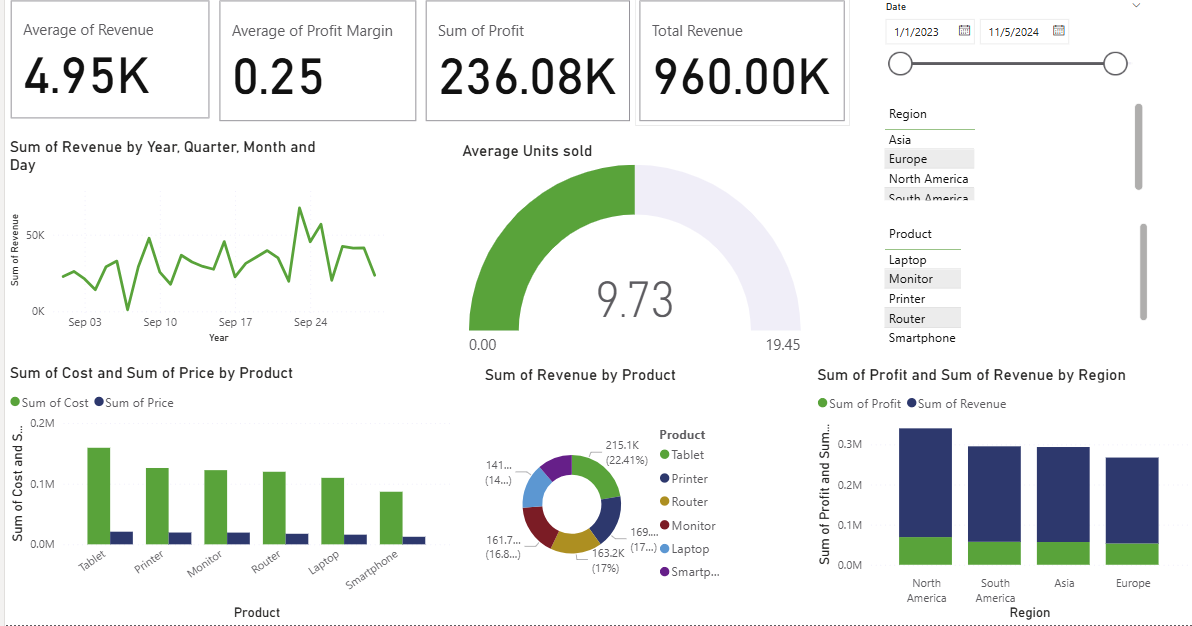 Average of Revenue
4.95K
Average of Profit Margin
0.25
Sum of Profit
236.08K
Total Revenue
960.00K
Date
1/1/2023
11/5/2024
Region
Asia
Europe
North America
South America
Product
Laptop
Monitor
Printer
Router
Smartphone
Sum of Revenue by Year, Quarter, Month and
Day
Sum of Revenue
50K
0K
Sep 03
Sep 10
Sep 17
Sep 24
Year
Average Units sold
9.73
0.00
19.45
Sum of Cost and Sum of Price by Product
Sum of Cost
Sum of Price
Sum of Cost and S...
0.2M
0.1M
0.0M
Tablet
Printer
Monitor
Router
Laptop
Smartphone
Product
Sum of Revenue by Product
215.1K
(22.41%)
169....
(17...)
163.2K
(17%)
161.7...
(16.8...)
141...
(14...)
Product
Tablet
Printer
Router
Monitor
Laptop
Smartp...
Sum of Profit and Sum of Revenue by Region
Sum of Profit
Sum of Revenue
Sum of Profit and Sum...
0.3M
0.2M
0.1M
0.0M
North
America
South
America
Asia
Europe
Region